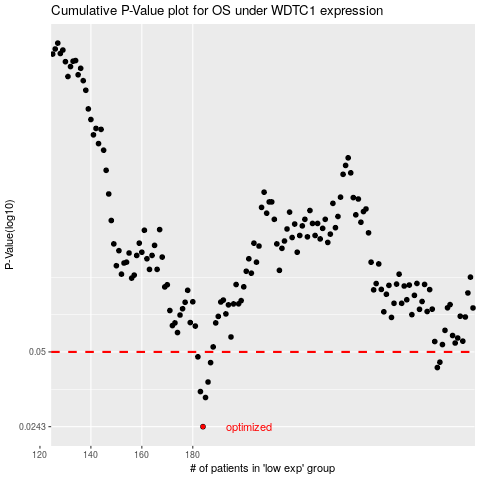 Cumulative P-Value plot for OS under WDTC1 expression
P-Value(log10)
0.05
0.0243
optimized
120 140 160 180
# of patients in 'low exp' group